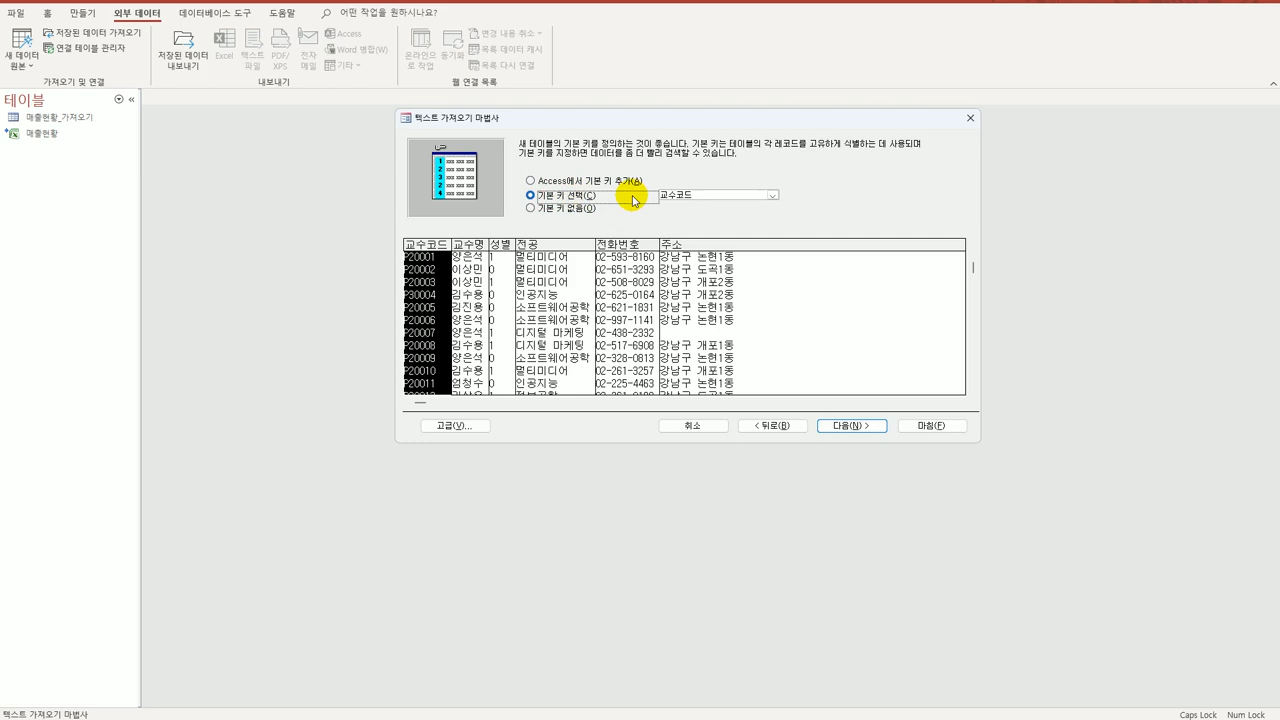 파일 홈 만들기 외부 데이터 데이터베이스 도구 도움말 어떤 작업을 원하시나요?
새 데이터 원본
저장된 데이터 가져오기
연결 테이블 관리자
가져오기 및 연결
저장된 데이터 내보내기
Excel
텍스트 파일
PDF/XPS
전자 메일
Access
Word 병합(W)
기타
내보내기
온라인으로 작업
동기화
변경 내용 취소
목록 데이터 캐시
목록 다시 연결
웹 연결 목록
테이블
매출현황_가져오기
매출현황
텍스트 가져오기 마법사
새 테이블의 기본 키를 정의하는 것이 좋습니다. 기본 키는 테이블의 각 레코드를 고유하게 식별하는 데 사용되며
기본 키를 지정하면 데이터를 좀 더 빨리 검색할 수 있습니다.
Access에서 기본 키 추가(A)
기본 키 선택(C) 교수코드
기본 키 없음(O)
교수코드 교수명 성별 전공 전화번호 주소
P20001 양은석 1 멀티미디어 02-593-8160 강남구 논현1동
P20002 이상민 0 멀티미디어 02-651-3293 강남구 도곡1동
P20003 이상민 1 멀티미디어 02-508-8029 강남구 개포2동
P30004 김수용 0 인공지능 02-625-0164 강남구 개포2동
P20005 김진용 0 소프트웨어공학 02-621-1831 강남구 논현1동
P20006 양은석 0 소프트웨어공학 02-997-1141 강남구 논현1동
P20007 양은석 1 디지털 마케팅 02-438-2332
P20008 김수용 1 디지털 마케팅 02-517-6908 강남구 개포1동
P20009 양은석 0 소프트웨어공학 02-328-0813 강남구 논현1동
P20010 김수용 1 멀티미디어 02-261-3257 강남구 개포1동
P20011 엄청수 0 인공지능 02-225-4463 강남구 논현1동
고급(V)... 취소 < 뒤로(B) 다음(N) > 마침(F)
텍스트 가져오기 마법사 Caps Lock Num Lock